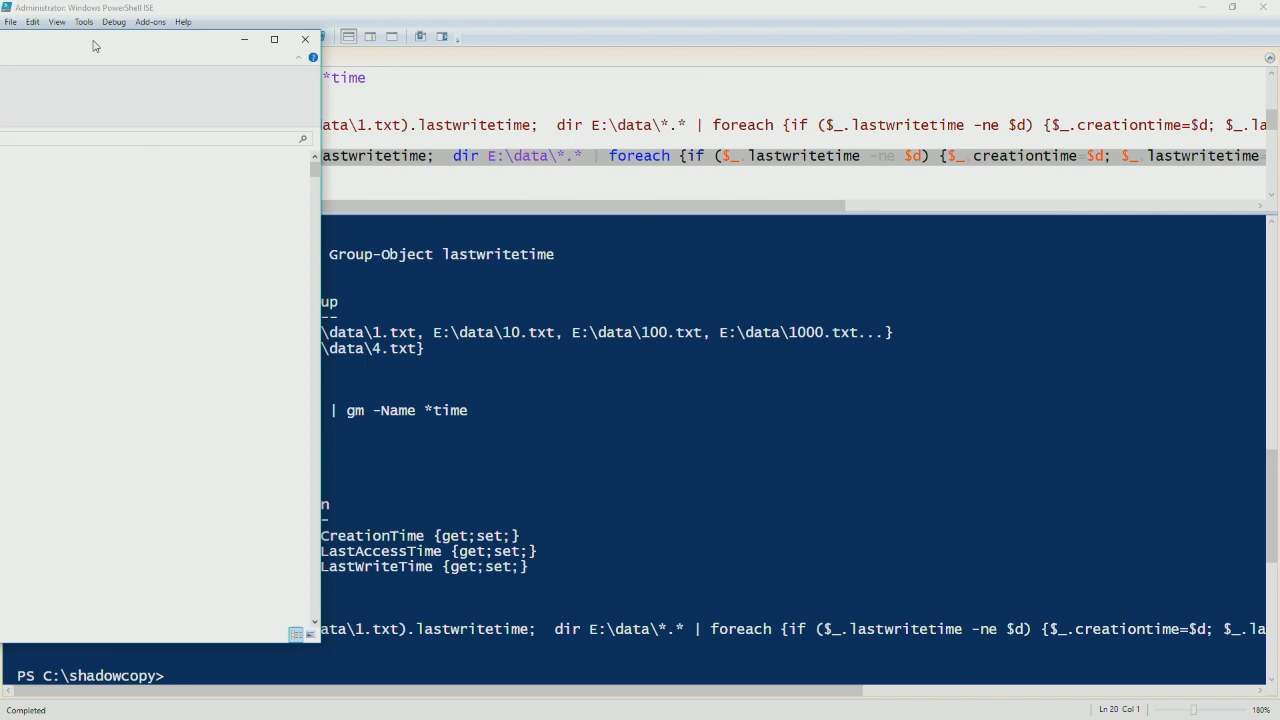 Administrator: Windows PowerShell ISE
File Edit View Tools Debug Add-ons Help
*time
ata\1.txt).lastwritetime;  dir E:\data\*.* | foreach {if ($_.lastwritetime -ne $d) {$_.creationtime=$d; $_.la
astwritetime;  dir E:\data\*.* | foreach {if ($_.lastwritetime -ne $d) {$_.creationtime=$d; $_.lastwritetime=
Group-Object lastwritetime
up
--
\data\1.txt, E:\data\10.txt, E:\data\100.txt, E:\data\1000.txt...}
\data\4.txt}
| gm -Name *time
n
-
CreationTime {get;set;}
LastAccessTime {get;set;}
LastWriteTime {get;set;}
ata\1.txt).lastwritetime;  dir E:\data\*.* | foreach {if ($_.lastwritetime -ne $d) {$_.creationtime=$d; $_.la
PS C:\shadowcopy>
Completed
Ln 20 Col 1
180%